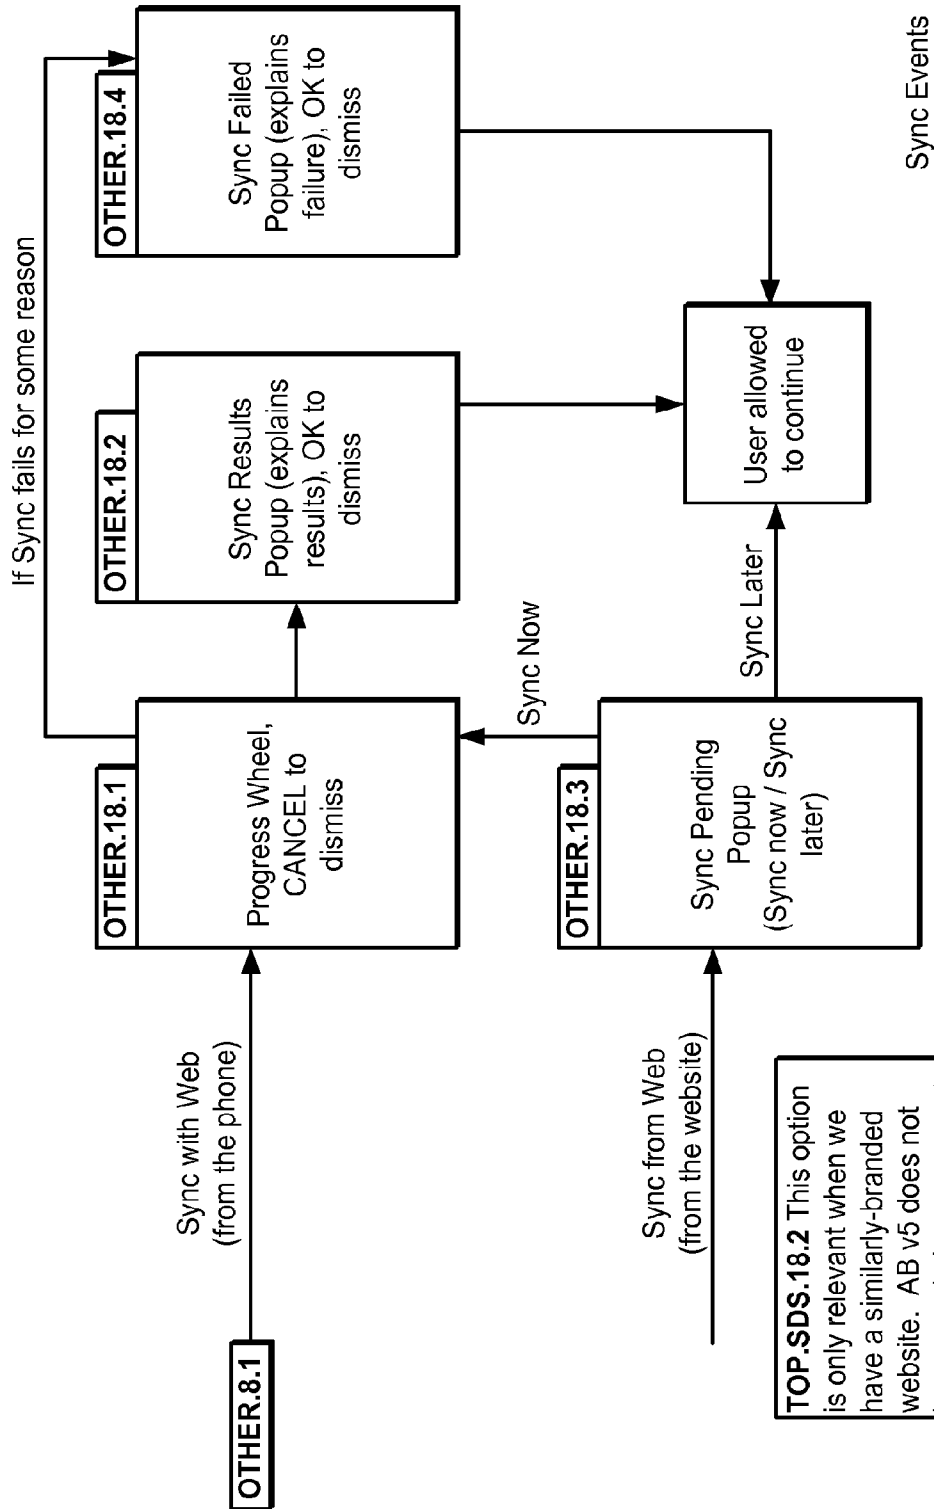 If Sync fails for some reason
OTHER.18.1
Progress Wheel,
CANCEL to
dismiss
OTHER.18.2
Sync Results
Popup (explains
results), OK to
dismiss
OTHER.18.4
Sync Failed
Popup (explains
failure), OK to
dismiss
Sync with Web
(from the phone)
OTHER.8.1
Sync Now
OTHER.18.3
Sync Pending
Popup
(Sync now / Sync
later)
Sync from Web
(from the website)
Sync Later
User allowed
to continue
TOP.SDS.18.2 This option
is only relevant when we
have a similarly-branded
website. AB v5 does not
Sync Events